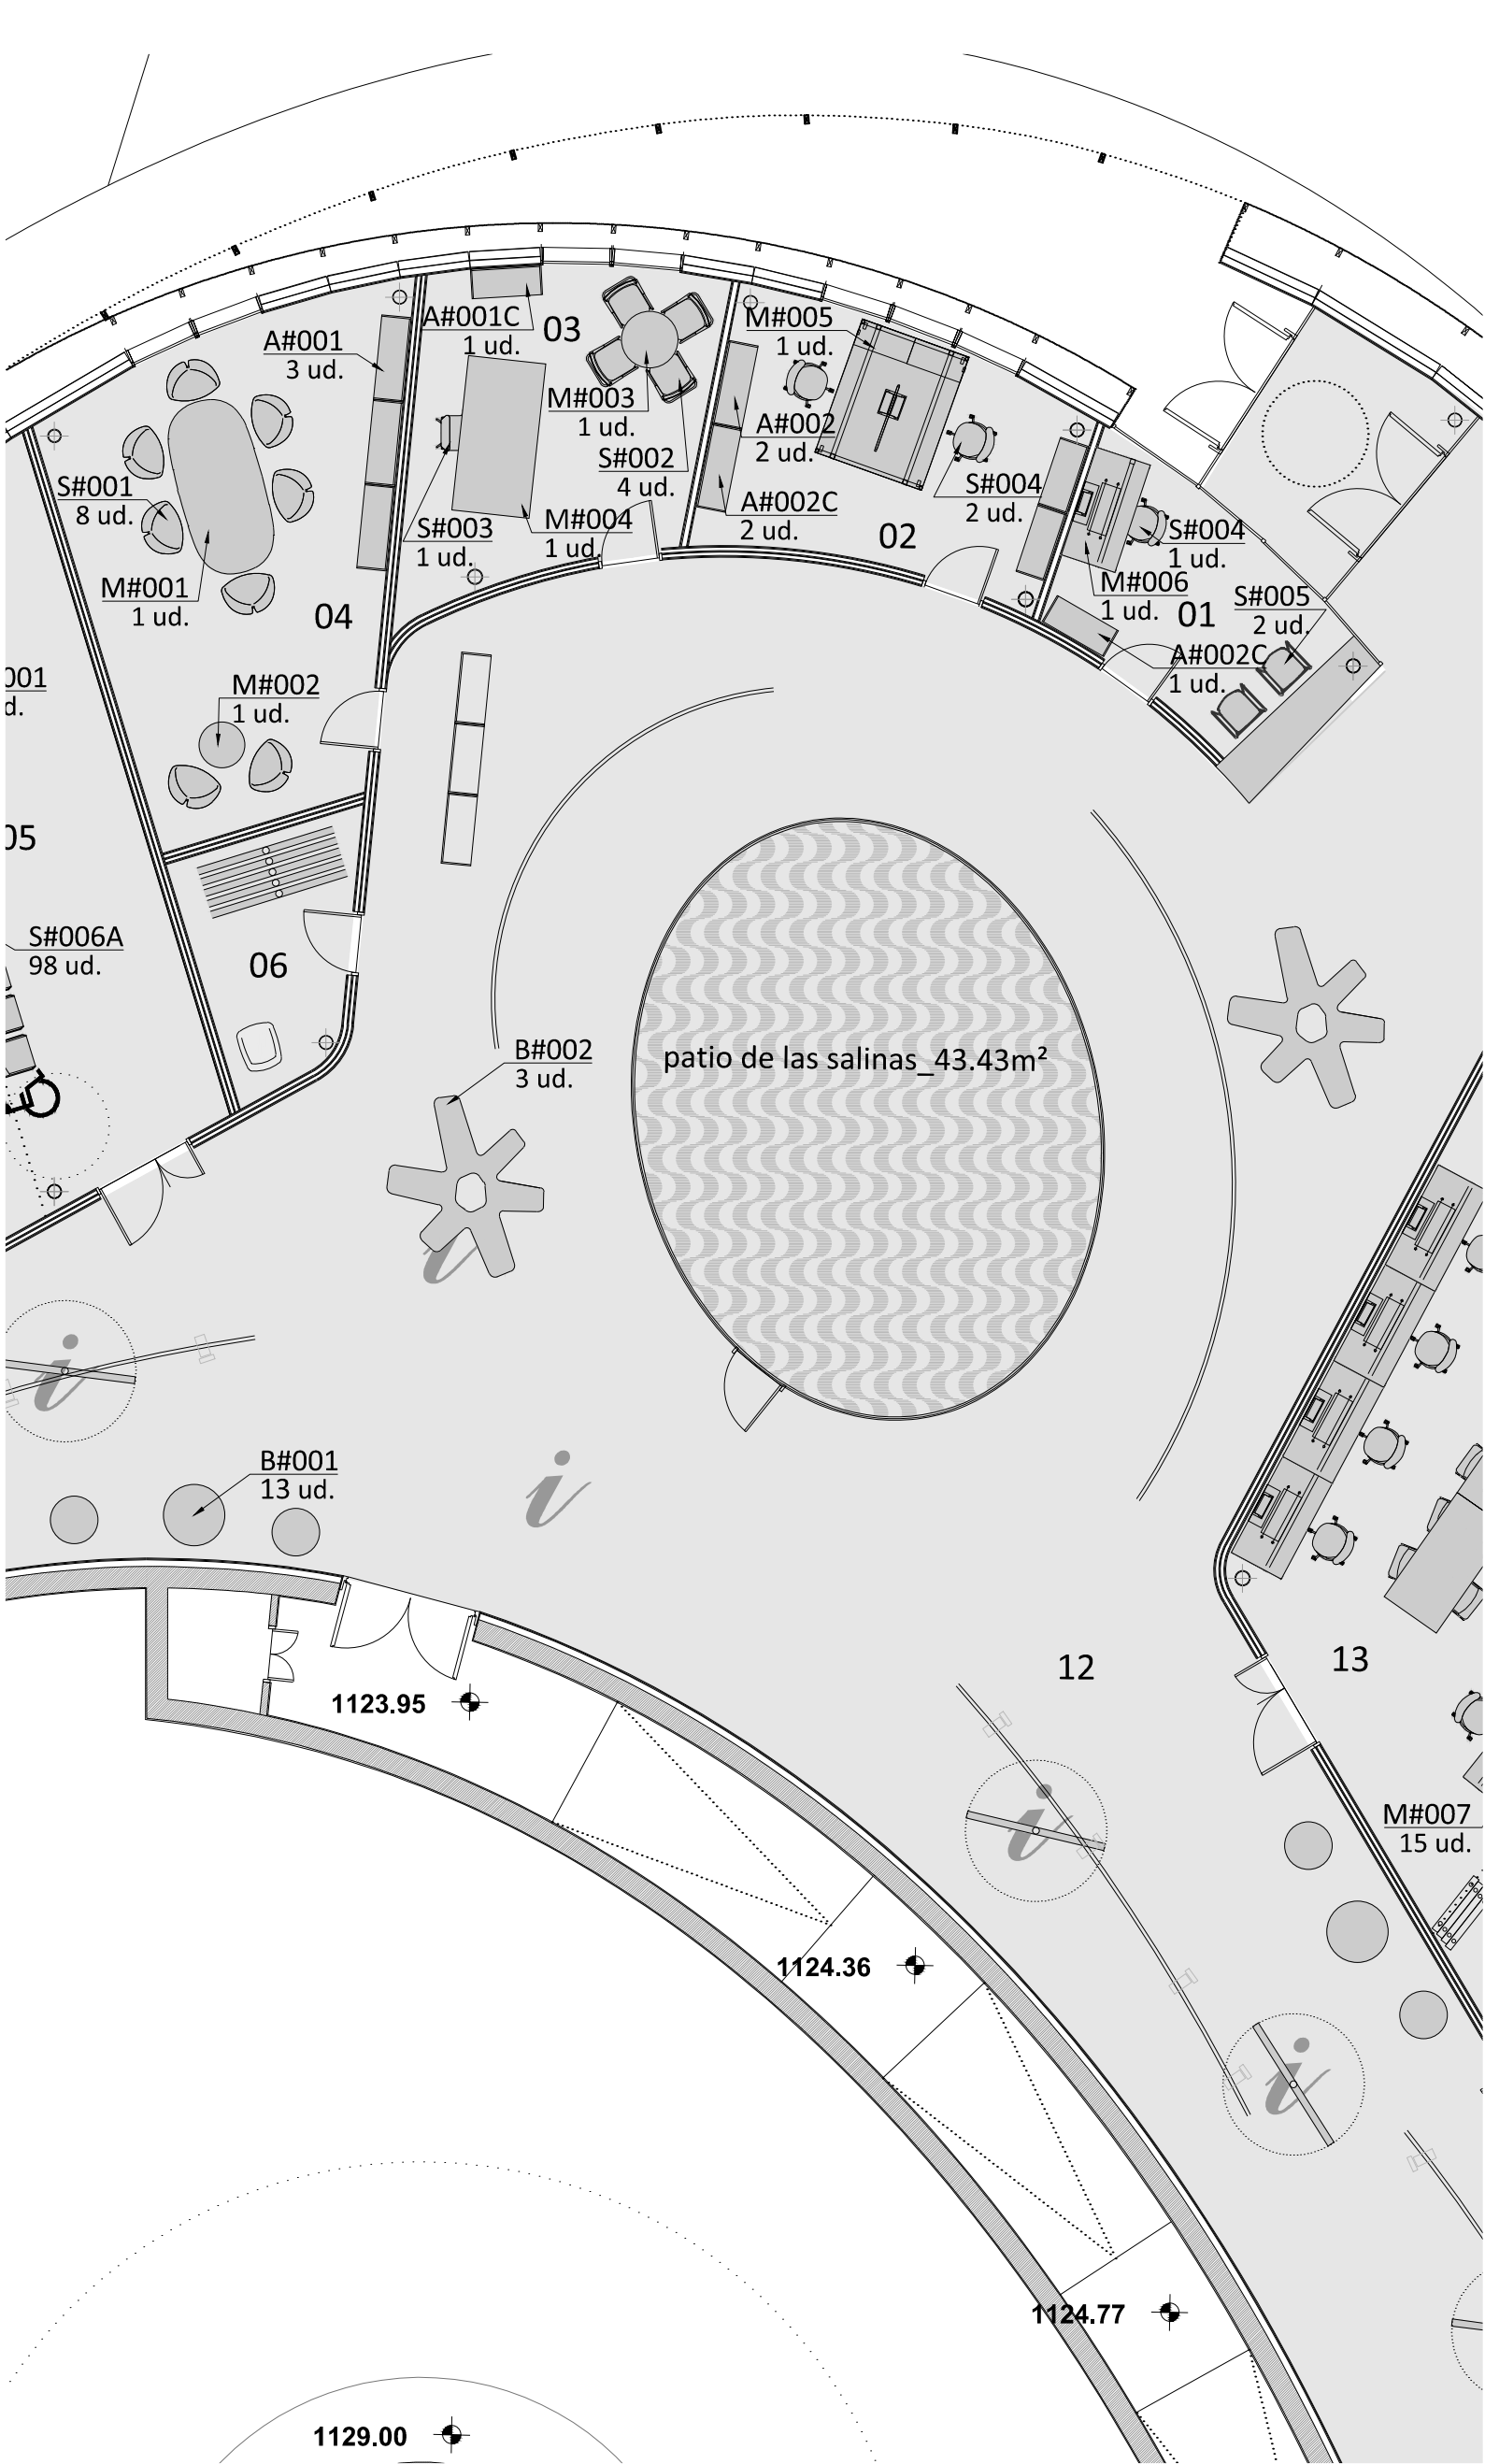 A#001C
1 ud.
03
M#005
1 ud.
A#001
3 ud.
M#003
1 ud.
A#002
2 ud.
S#002
4 ud.
S#001
8 ud.
S#004
2 ud.
A#002C
2 ud.
M#004
1 ud.
S#003
1 ud.
02
S#004
1 ud.
M#001
1 ud.
04
M#006
1 ud.
01
S#005
2 ud.
A#002C
1 ud.
001
d.
M#002
1 ud.
05
S#006A
98 ud.
06
B#002
3 ud.
patio de las salinas_43.43m²
i
i
B#001
13 ud.
i
12
13
1123.95
i
M#007
15 ud.
1124.36
i
1124.77
1129.00